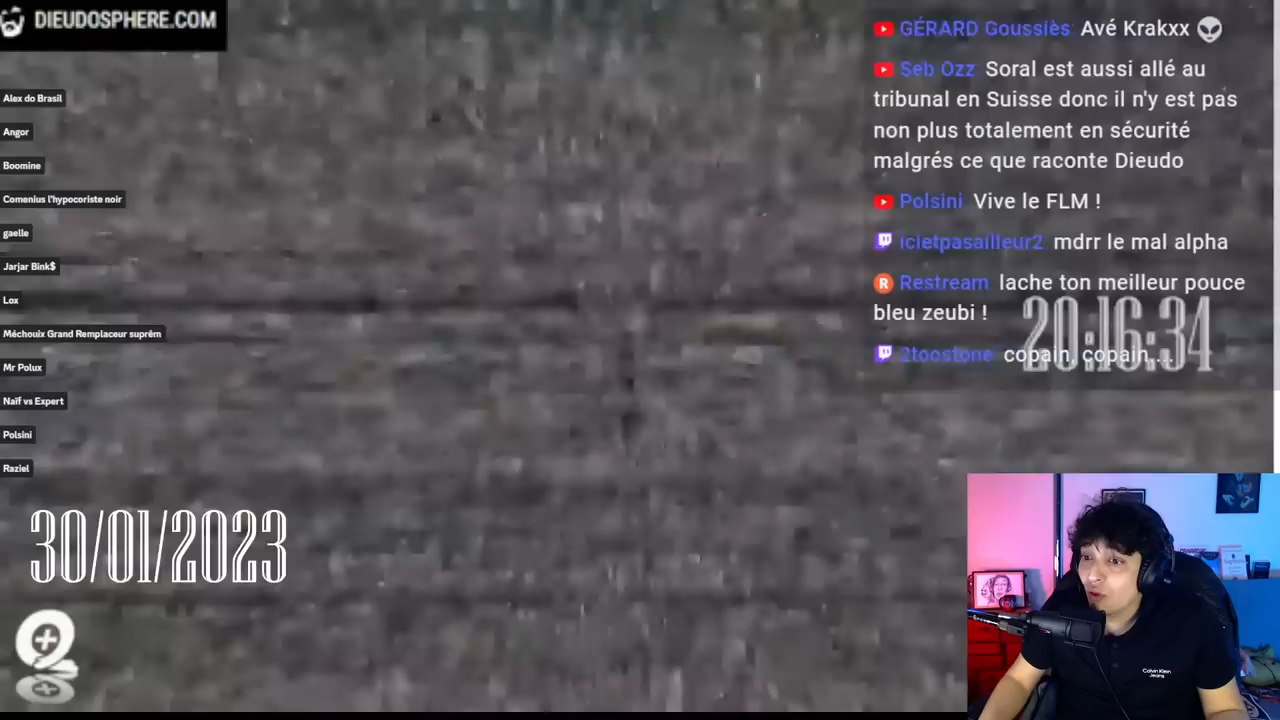 DIEUDOSPHERE.COM
Alex do Brasil
Angor
Boomine
Comenius l'hypocoriste noir
gaelle
Jarjar Bink$
Lox
Méchouix Grand Remplaceur suprêm
Mr Polux
Naïf vs Expert
Polsini
Raziel
30/01/2023
GÉRARD Goussiès Avé Krakxx 👽
Seb Ozz Soral est aussi allé au
tribunal en Suisse donc il n'y est pas
non plus totalement en sécurité
malgrés ce que raconte Dieudo
Polsini Vive le FLM !
icietpasailleur2 mdrr le mal alpha
R Restream lache ton meilleur pouce
bleu zeubi !
20:16:34
2toostone copain, copain....
Calvin Klein
Jeans